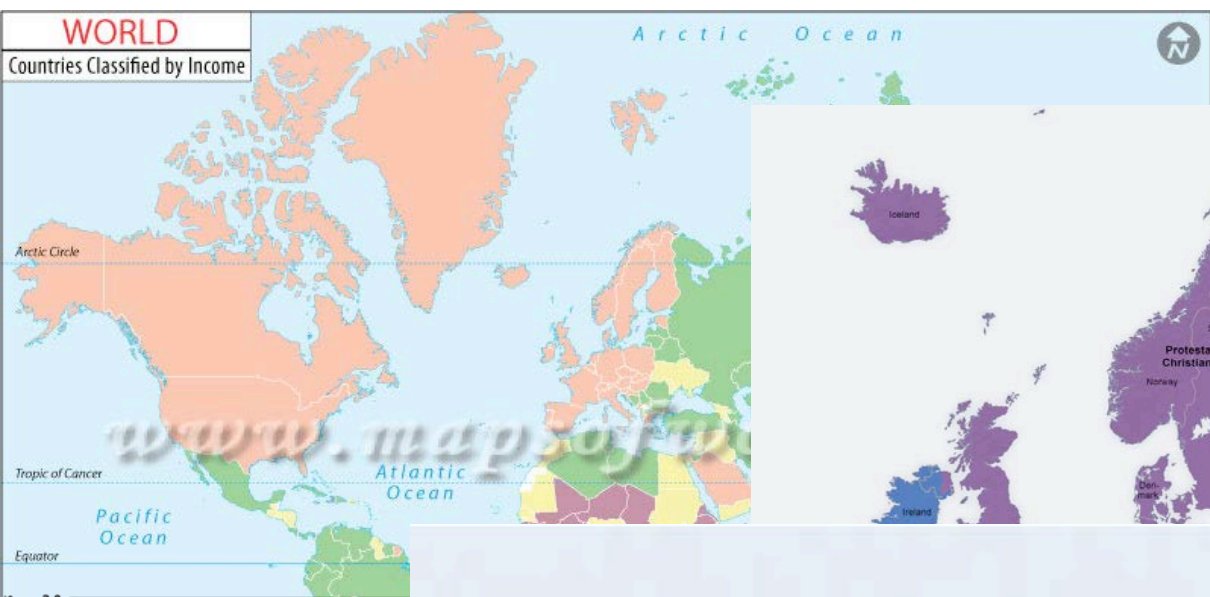 WORLD
Countries Classified by Income
Arctic Ocean
N
Iceland
Arctic Circle
Protesta
Christian
Norway
www.mapsofwo
Tropic of Cancer
Atlantic
Ocean
Den-
mark
Ireland
Pacific
Ocean
Equator